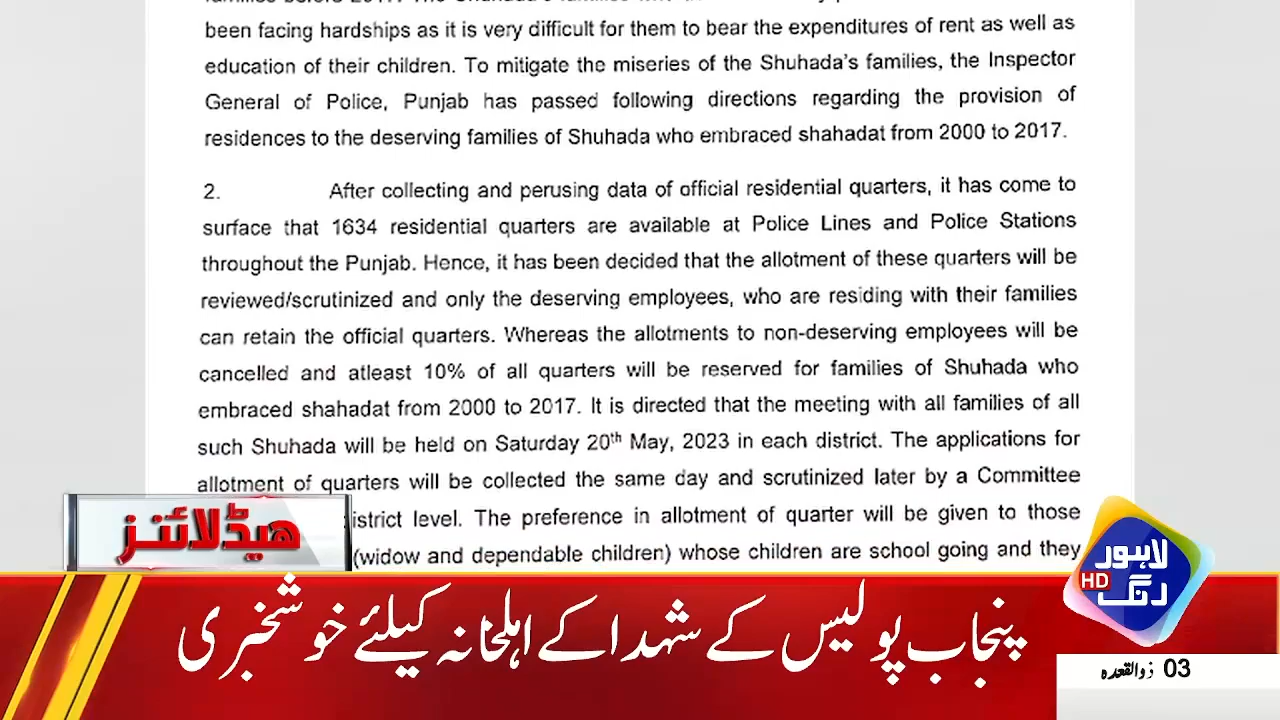 been facing hardships as it is very difficult for them to bear the expenditures of rent as well as
education of their children. To mitigate the miseries of the Shuhada's families, the Inspector
General of Police, Punjab has passed following directions regarding the provision of
residences to the deserving families of Shuhada who embraced shahadat from 2000 to 2017.
2. After collecting and perusing data of official residential quarters, it has come to
surface that 1634 residential quarters are available at Police Lines and Police Stations
throughout the Punjab. Hence, it has been decided that the allotment of these quarters will be
reviewed/scrutinized and only the deserving employees, who are residing with their families
can retain the official quarters. Whereas the allotments to non-deserving employees will be
cancelled and atleast 10% of all quarters will be reserved for families of Shuhada who
embraced shahadat from 2000 to 2017. It is directed that the meeting with all families of all
such Shuhada will be held on Saturday 20th May, 2023 in each district. The applications for
allotment of quarters will be collected the same day and scrutinized later by a Committee
istrict level. The preference in allotment of quarter will be given to those
(widow and dependable children) whose children are school going and they
ہیڈلائنز
لاہور
رنگ HD
پنجاب پولیس کے شہدا کے اہلخانہ کیلئے خوشخبری
03 ذوالقعدہ